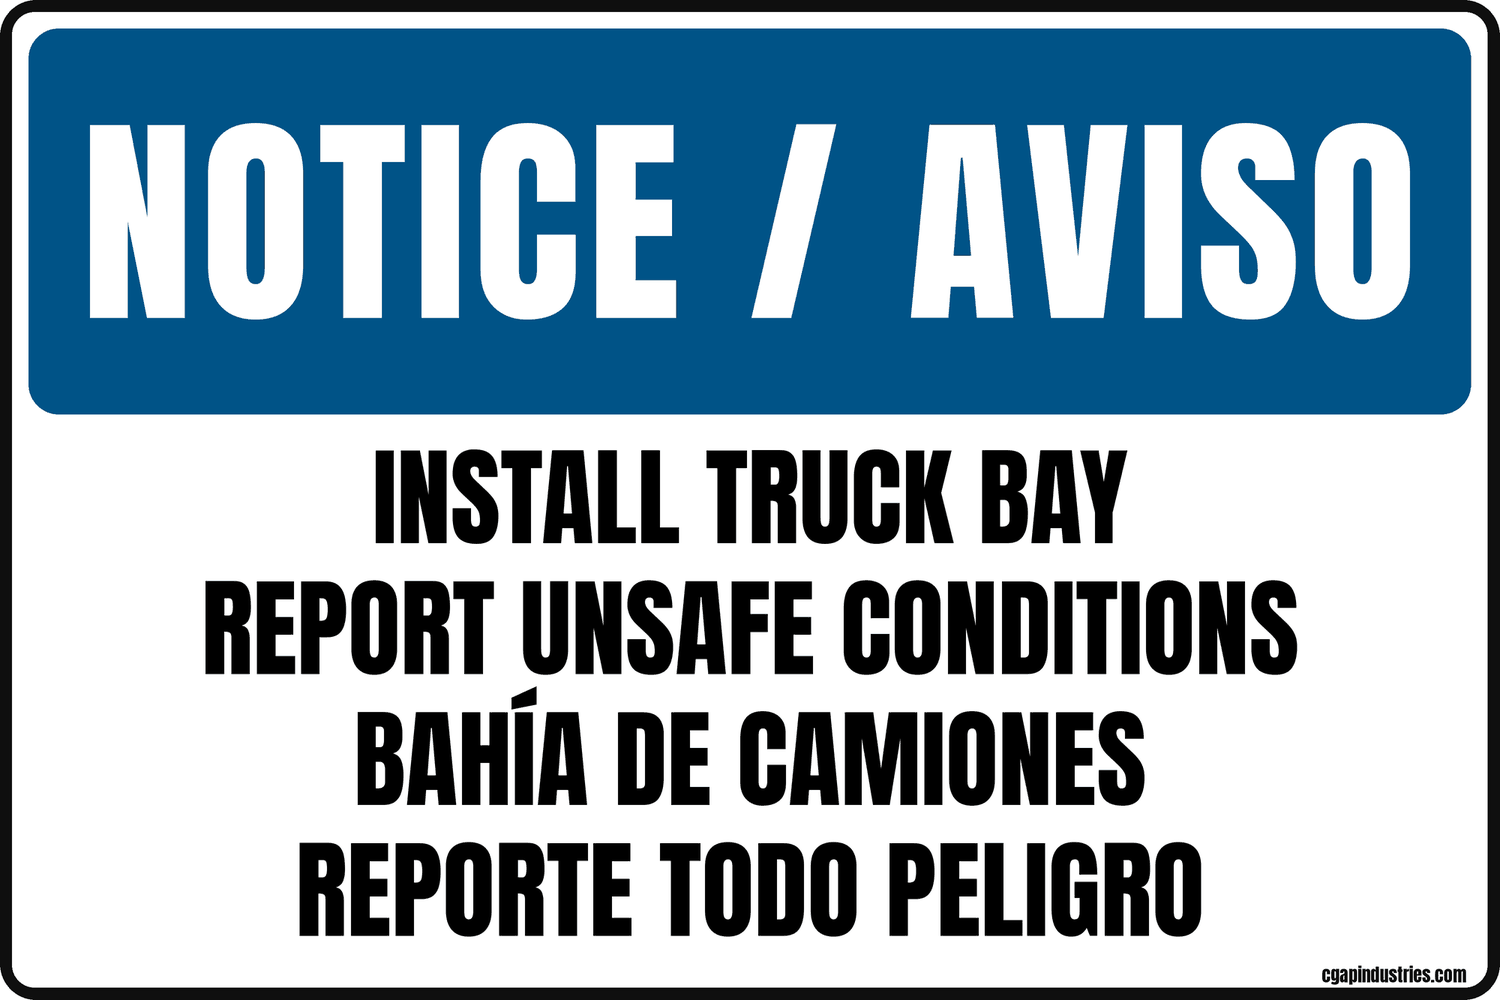 NOTICE / AVISO
INSTALL TRUCK BAY
REPORT UNSAFE CONDITIONS
BAHÍA DE CAMIONES
REPORTE TODO PELIGRO
cgapindustries.com